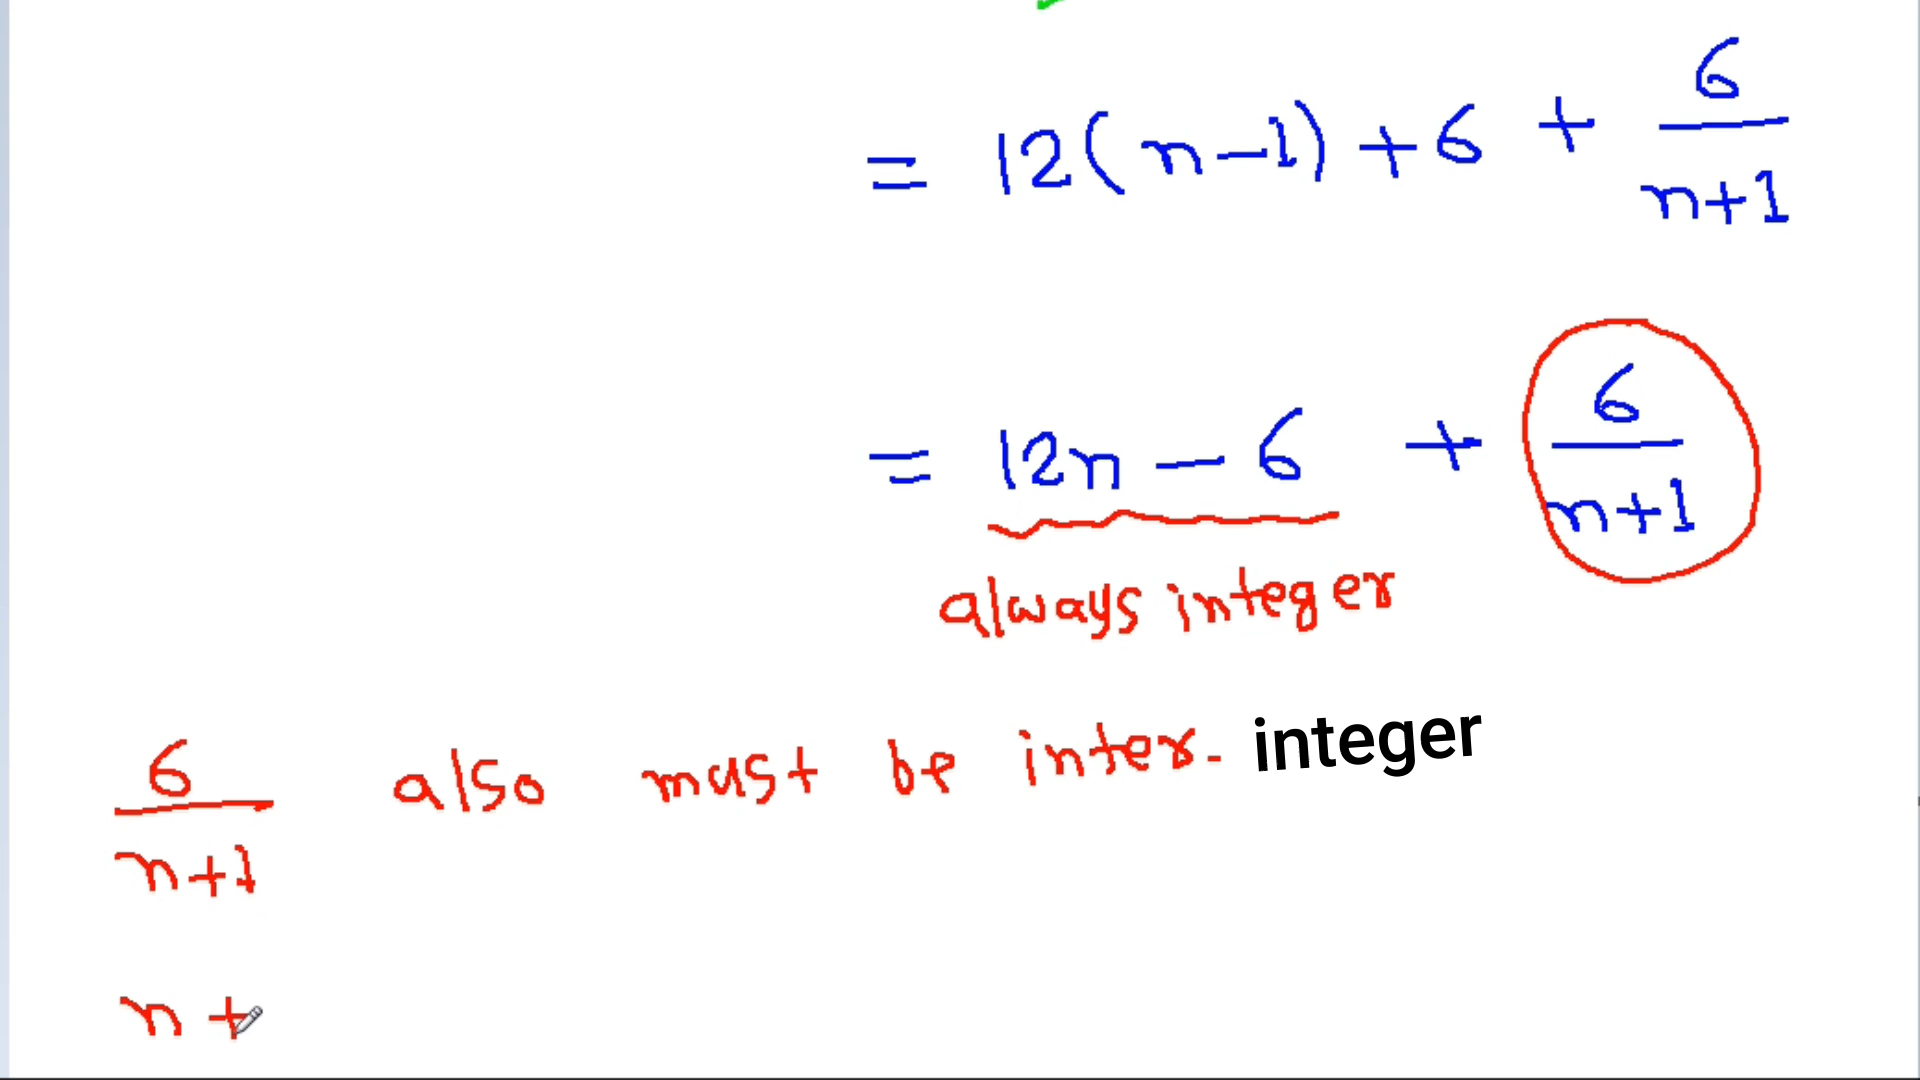 = 12(n-1) + 6 + 6/(n+1)
= 12n - 6 + 6/(n+1)
always integer
6/(n+1) also must be inter. integer
n +